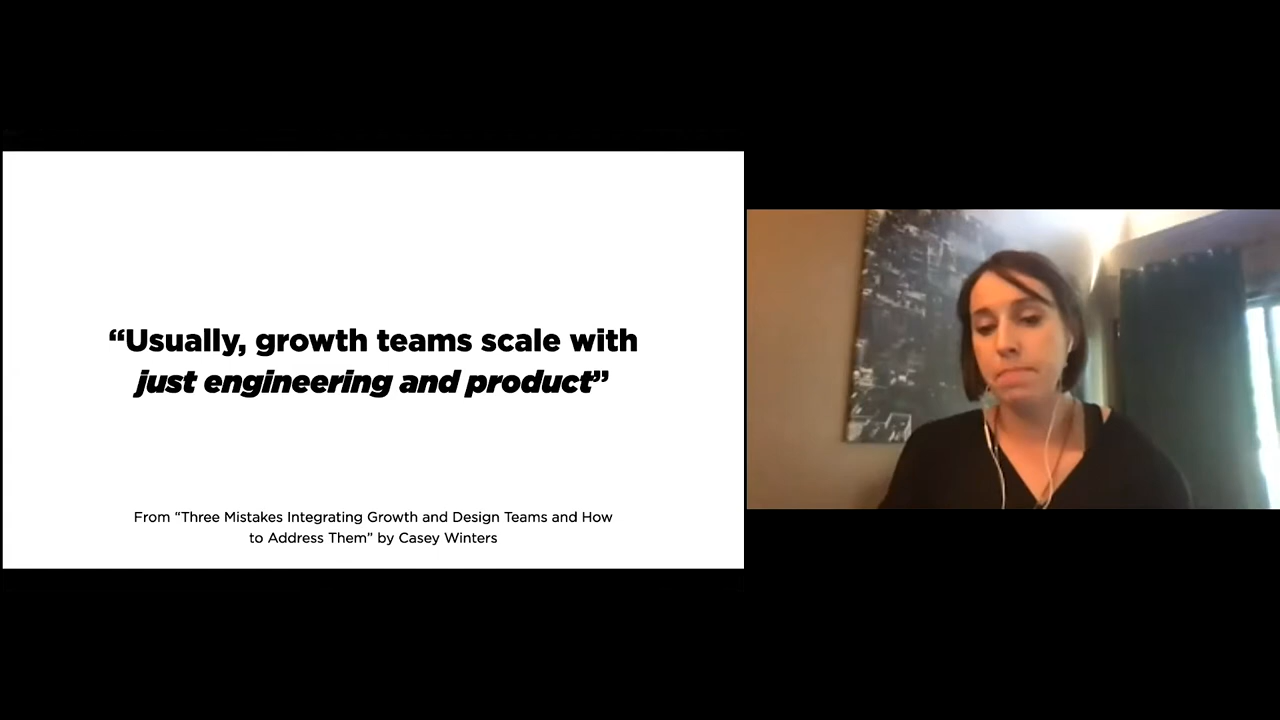 “Usually, growth teams scale with
just engineering and product”
From “Three Mistakes Integrating Growth and Design Teams and How
to Address Them” by Casey Winters